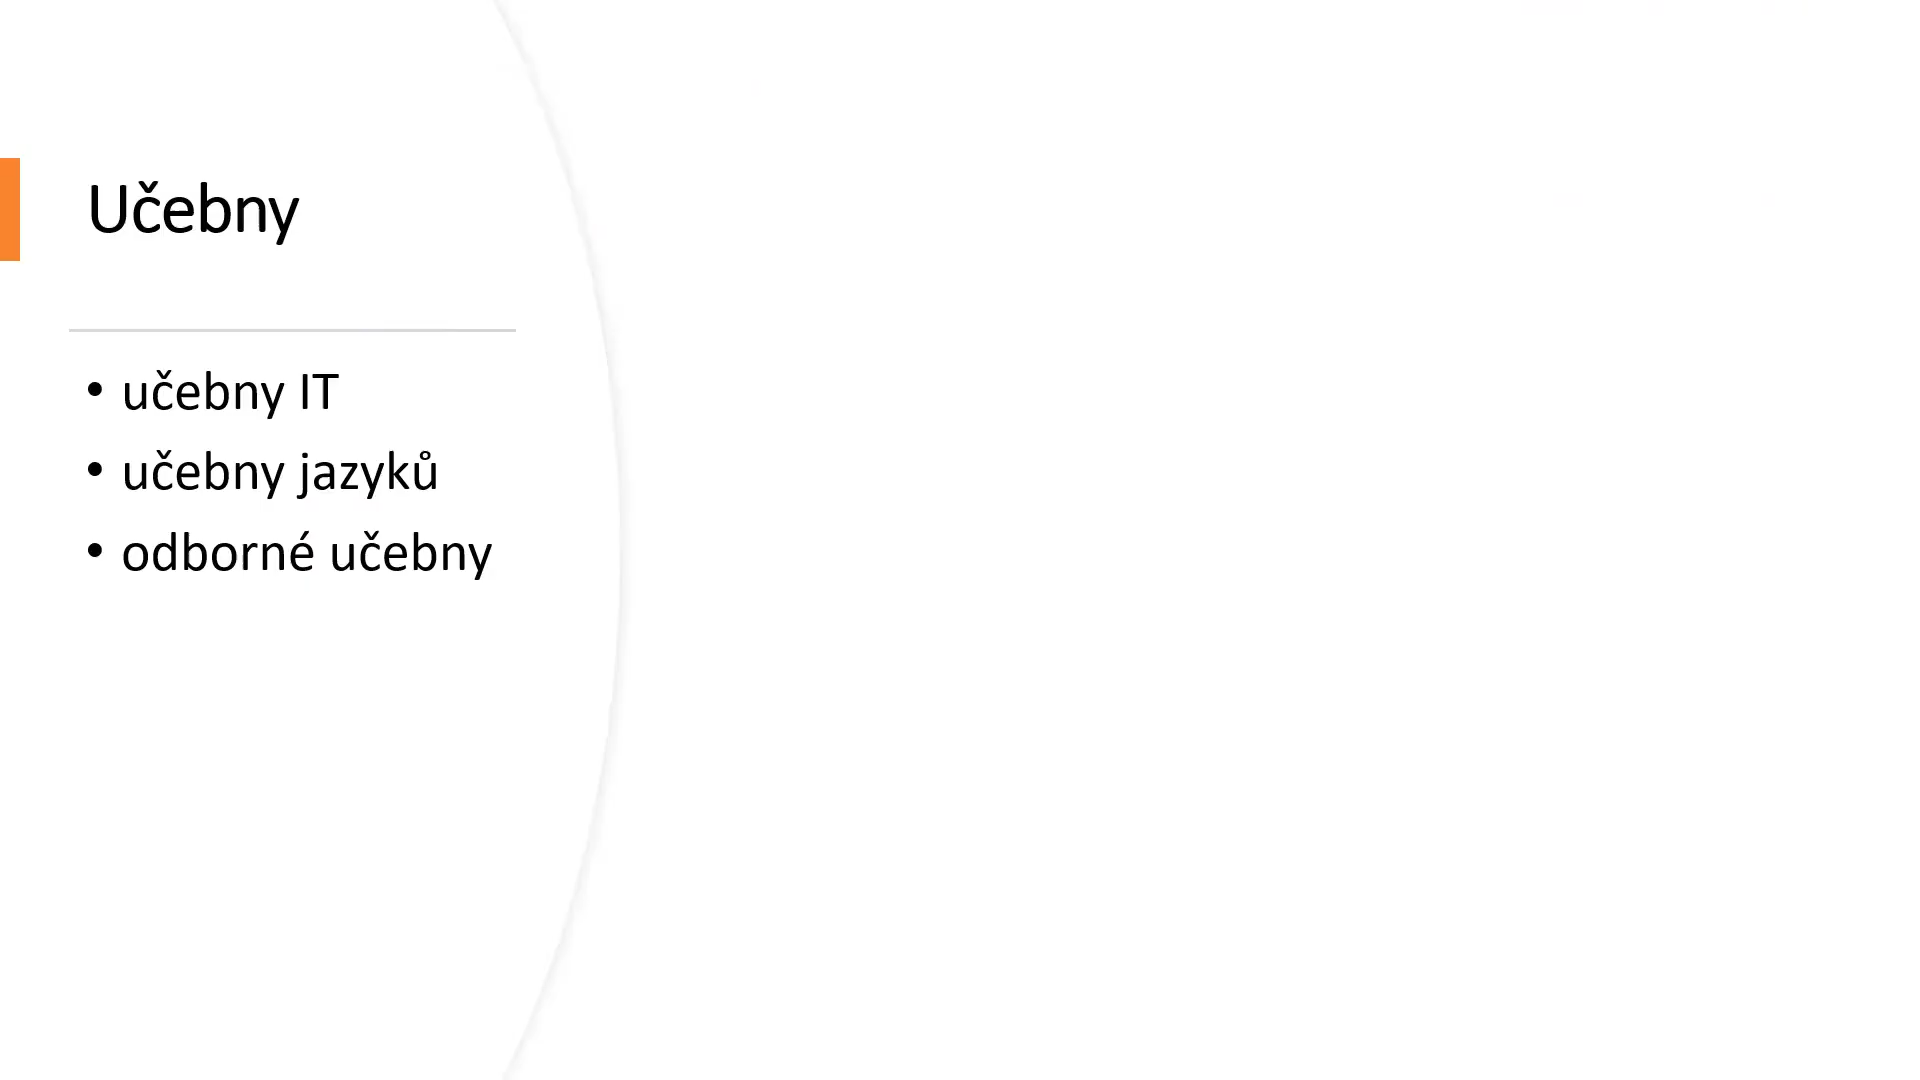 Učebny
• učebny IT
• učebny jazyků
• odborné učebny